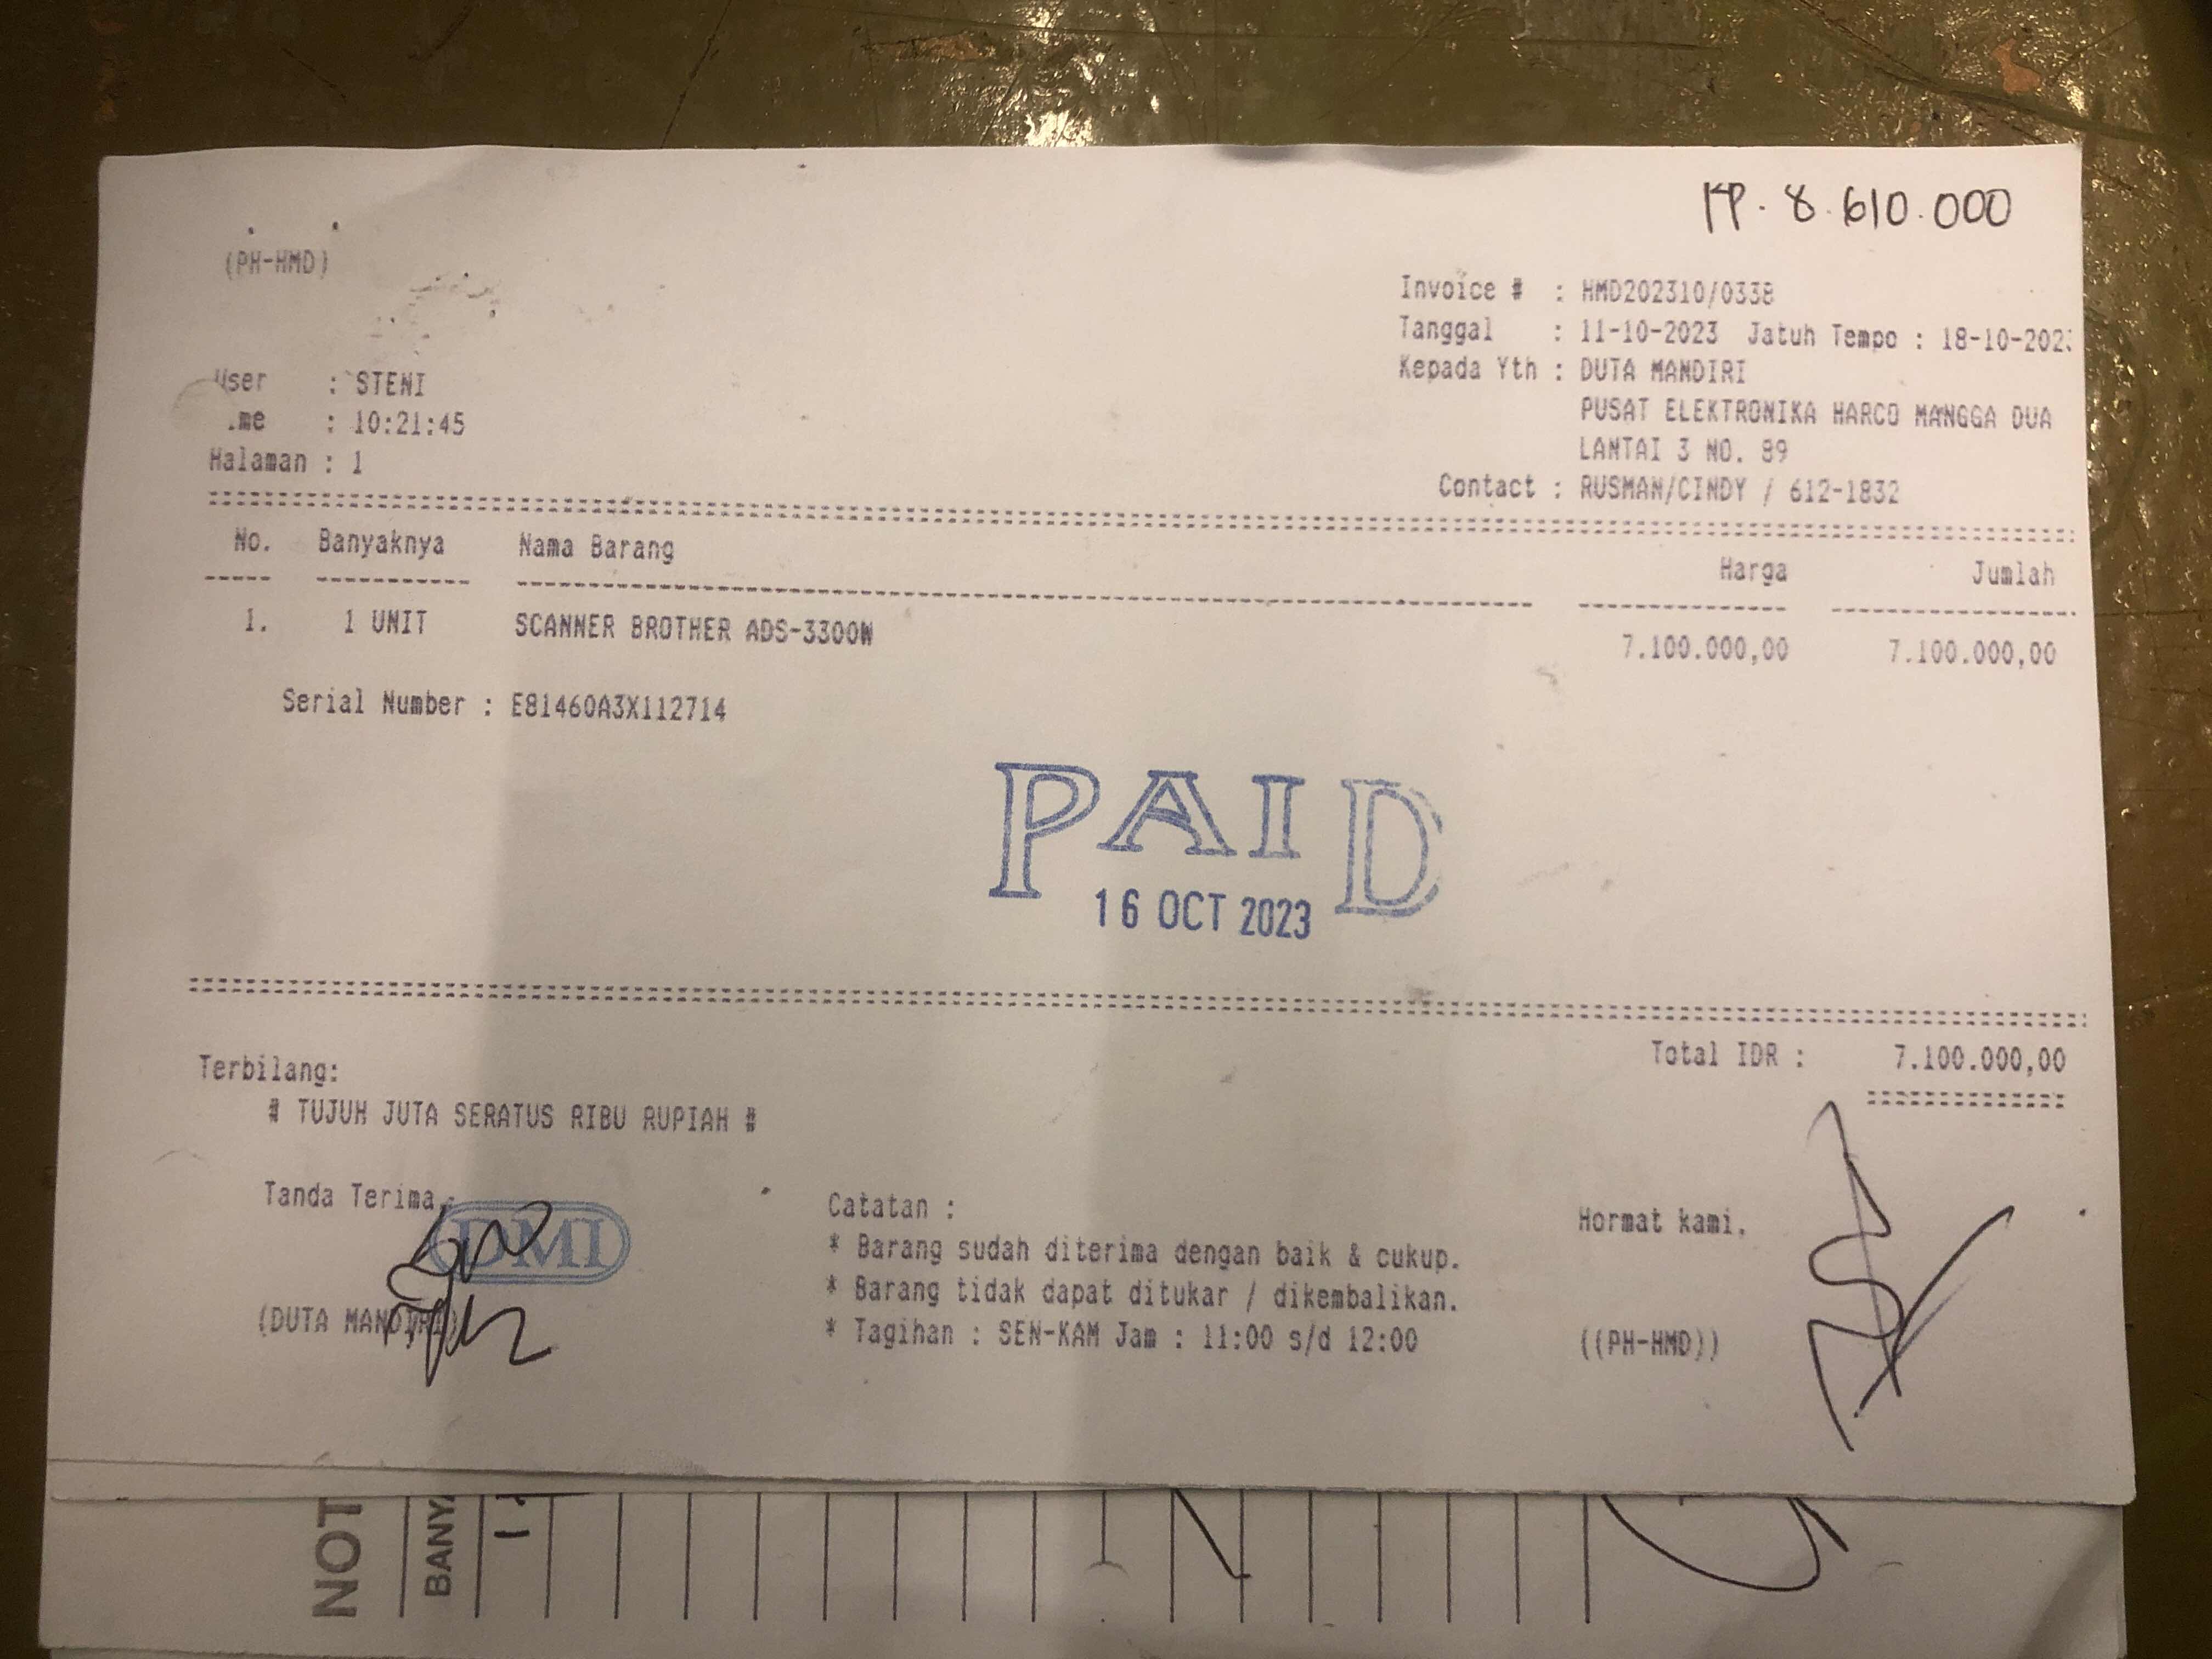 RP. 8.610.000
(PH-HMD)
Invoice # : HMD202310/0338
Tanggal : 11-10-2023 Jatuh Tempo : 18-10-202
Kepada Yth : DUTA MANDIRI
PUSAT ELEKTRONIKA HARCO MANGGA DUA
LANTAI 3 NO. 89
Contact : RUSMAN/CINDY / 612-1832
User : STENI
me : 10:21:45
Halaman : 1
No. Banyaknya Nama Barang Harga Jumlah
1. 1 UNIT SCANNER BROTHER ADS-3300W 7.100.000,00 7.100.000,00
Serial Number : E81460A3X112714
PAID
16 OCT 2023
Total IDR : 7.100.000,00
Terbilang:
# TUJUH JUTA SERATUS RIBU RUPIAH #
Tanda Terima,
DMI
(DUTA MANDIRI)
Catatan :
* Barang sudah diterima dengan baik & cukup.
* Barang tidak dapat ditukar / dikembalikan.
* Tagihan : SEN-KAM Jam : 11:00 s/d 12:00
Hormat kami,
((PH-HMD))
NOT
BANY